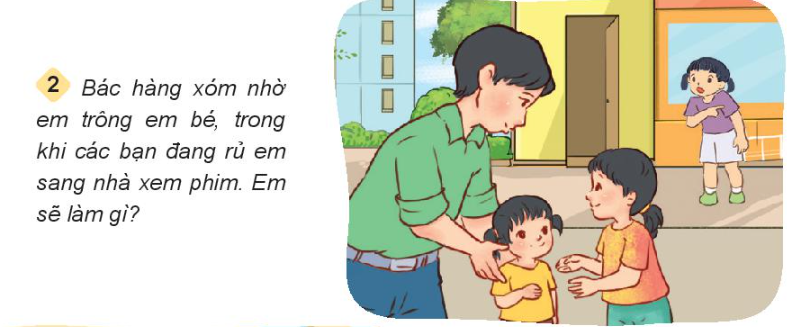 2 Bác hàng xóm nhờ
em trông em bé, trong
khi các bạn đang rủ em
sang nhà xem phim. Em
sẽ làm gì?